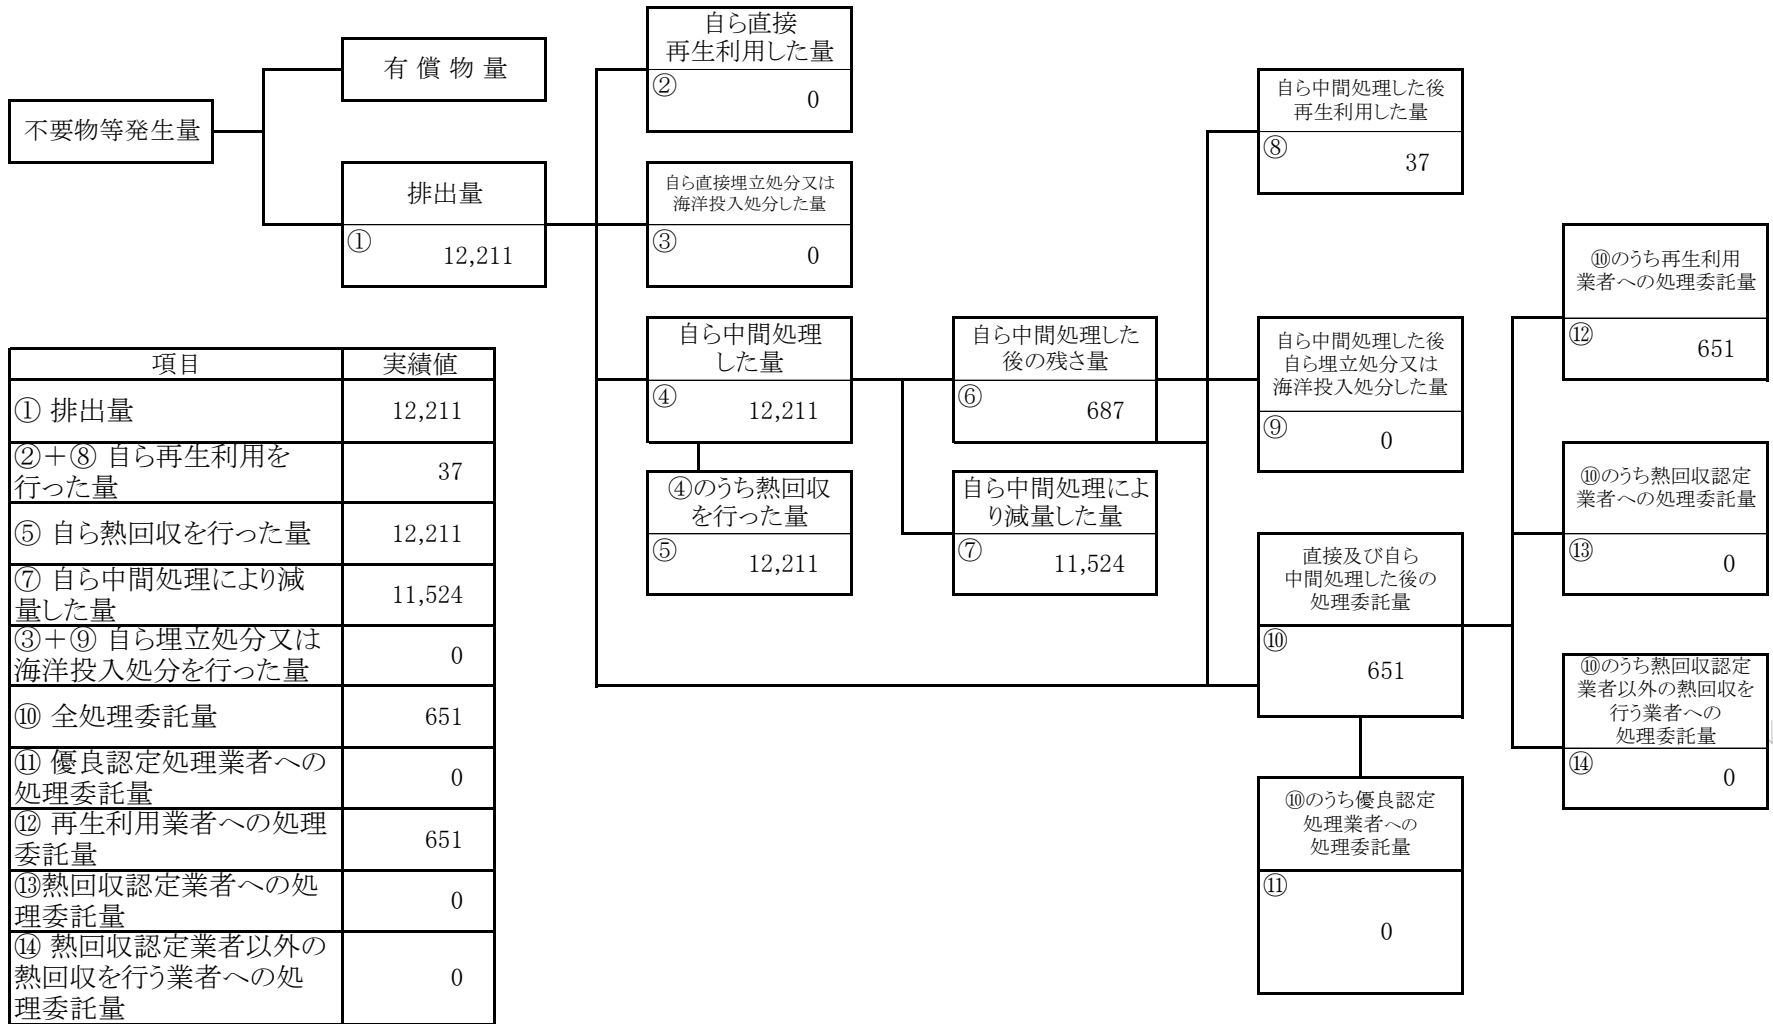 不要物等発生量
有 償 物 量
排出量
① 12,211
自ら直接
再生利用した量
② 0
自ら直接埋立処分又は
海洋投入処分した量
③ 0
自ら中間処理
した量
④ 12,211
④のうち熱回収
を行った量
⑤ 12,211
自ら中間処理した
後の残さ量
⑥ 687
自ら中間処理によ
り減量した量
⑦ 11,524
自ら中間処理した後
再生利用した量
⑧ 37
自ら中間処理した後
自ら埋立処分又は
海洋投入処分した量
⑨ 0
直接及び自ら
中間処理した後の
処理委託量
⑩ 651
⑩のうち優良認定
処理業者への
処理委託量
⑪ 0
⑩のうち再生利用
業者への処理委託量
⑫ 651
⑩のうち熱回収認定
業者への処理委託量
⑬ 0
⑩のうち熱回収認定
業者以外の熱回収を
行う業者への
処理委託量
⑭ 0
項目 実績値
① 排出量 12,211
②+⑧ 自ら再生利用を
行った量 37
⑤ 自ら熱回収を行った量 12,211
⑦ 自ら中間処理により減
量した量 11,524
③+⑨ 自ら埋立処分又は
海洋投入処分を行った量 0
⑩ 全処理委託量 651
⑪ 優良認定処理業者への
処理委託量 0
⑫ 再生利用業者への処理
委託量 651
⑬熱回収認定業者への処
理委託量 0
⑭ 熱回収認定業者以外の
熱回収を行う業者への処
理委託量 0